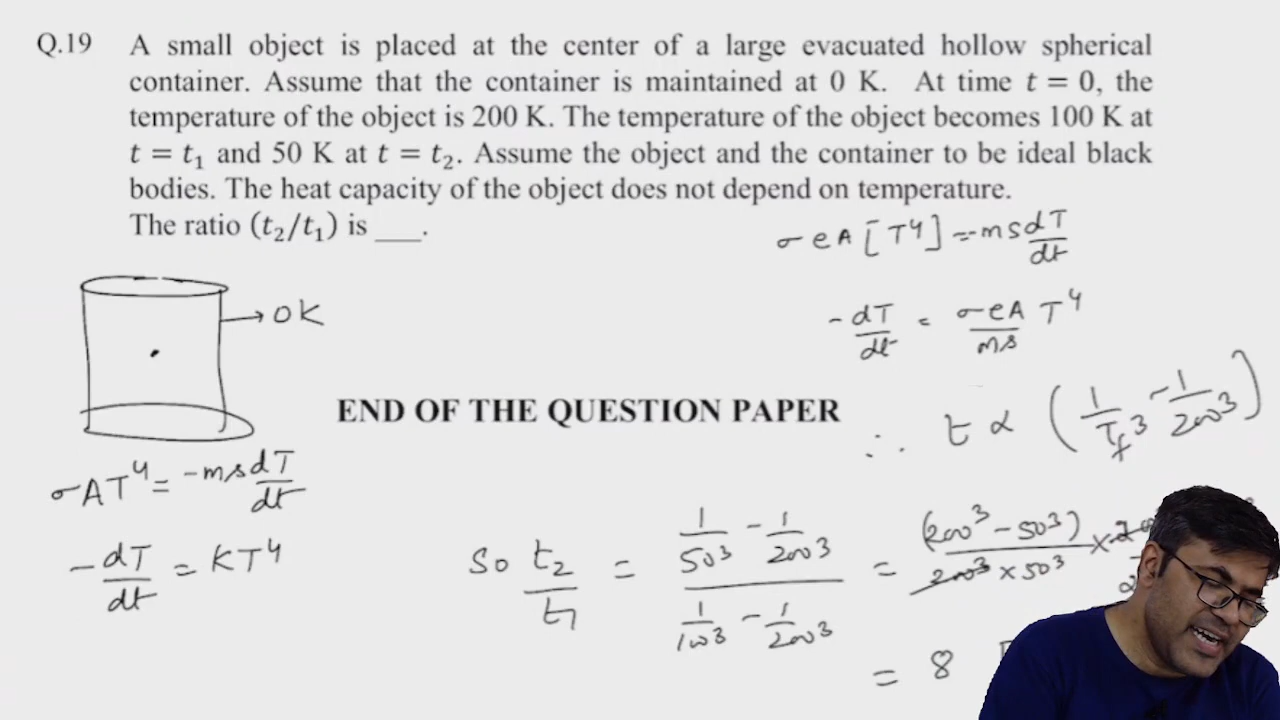 Q.19 A small object is placed at the center of a large evacuated hollow spherical
container. Assume that the container is maintained at 0 K. At time t = 0, the
temperature of the object is 200 K. The temperature of the object becomes 100 K at
t = t₁ and 50 K at t = t₂. Assume the object and the container to be ideal black
bodies. The heat capacity of the object does not depend on temperature.
The ratio (t₂/t₁) is ___.
σeA[T⁴] = -ms dT/dt
→ 0K
-dT/dt = σeA/ms T⁴
END OF THE QUESTION PAPER
∴ t ∝ (1/T_f³ - 1/200³)
σAT⁴ = -ms dT/dt
-dT/dt = KT⁴
So t₂/t₁ = (1/50³ - 1/200³)/(1/100³ - 1/200³) = (200³ - 50³)/(200³ × 50³) ×
= 8